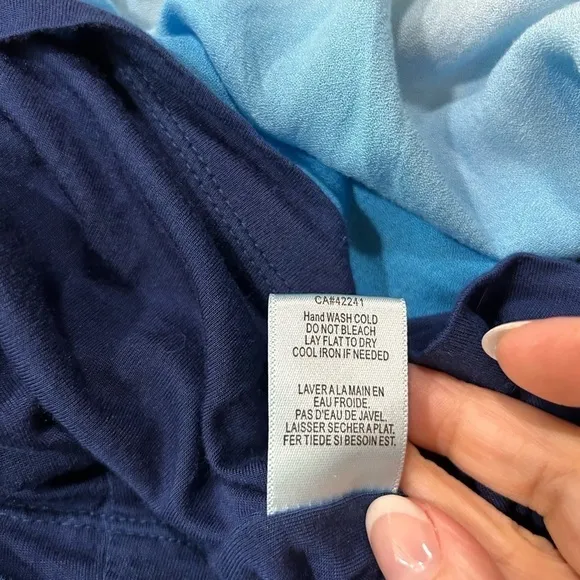 CA#42241
Hand WASH COLD
DO NOT BLEACH
LAY FLAT TO DRY
COOL IRON IF NEEDED
LAVER A LA MAIN EN
EAU FROIDE.
PAS D'EAU DE JAVEL.
LAISSER SECHER A PLAT.
FER TIEDE SI BESOIN EST.